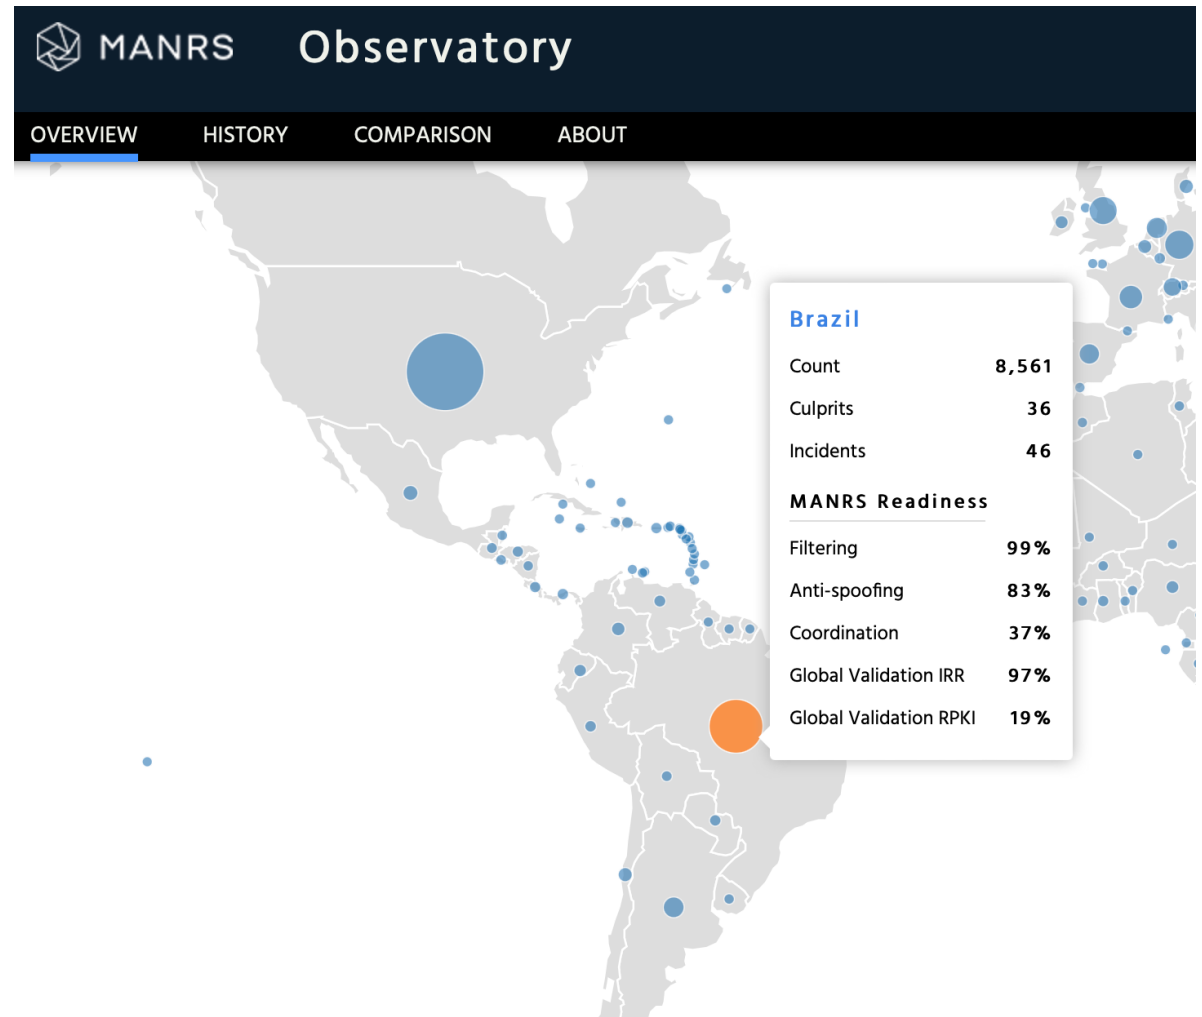 MANRS Observatory
OVERVIEW HISTORY COMPARISON ABOUT
Brazil
Count 8,561
Culprits 36
Incidents 46
MANRS Readiness
Filtering 99%
Anti-spoofing 83%
Coordination 37%
Global Validation IRR 97%
Global Validation RPKI 19%